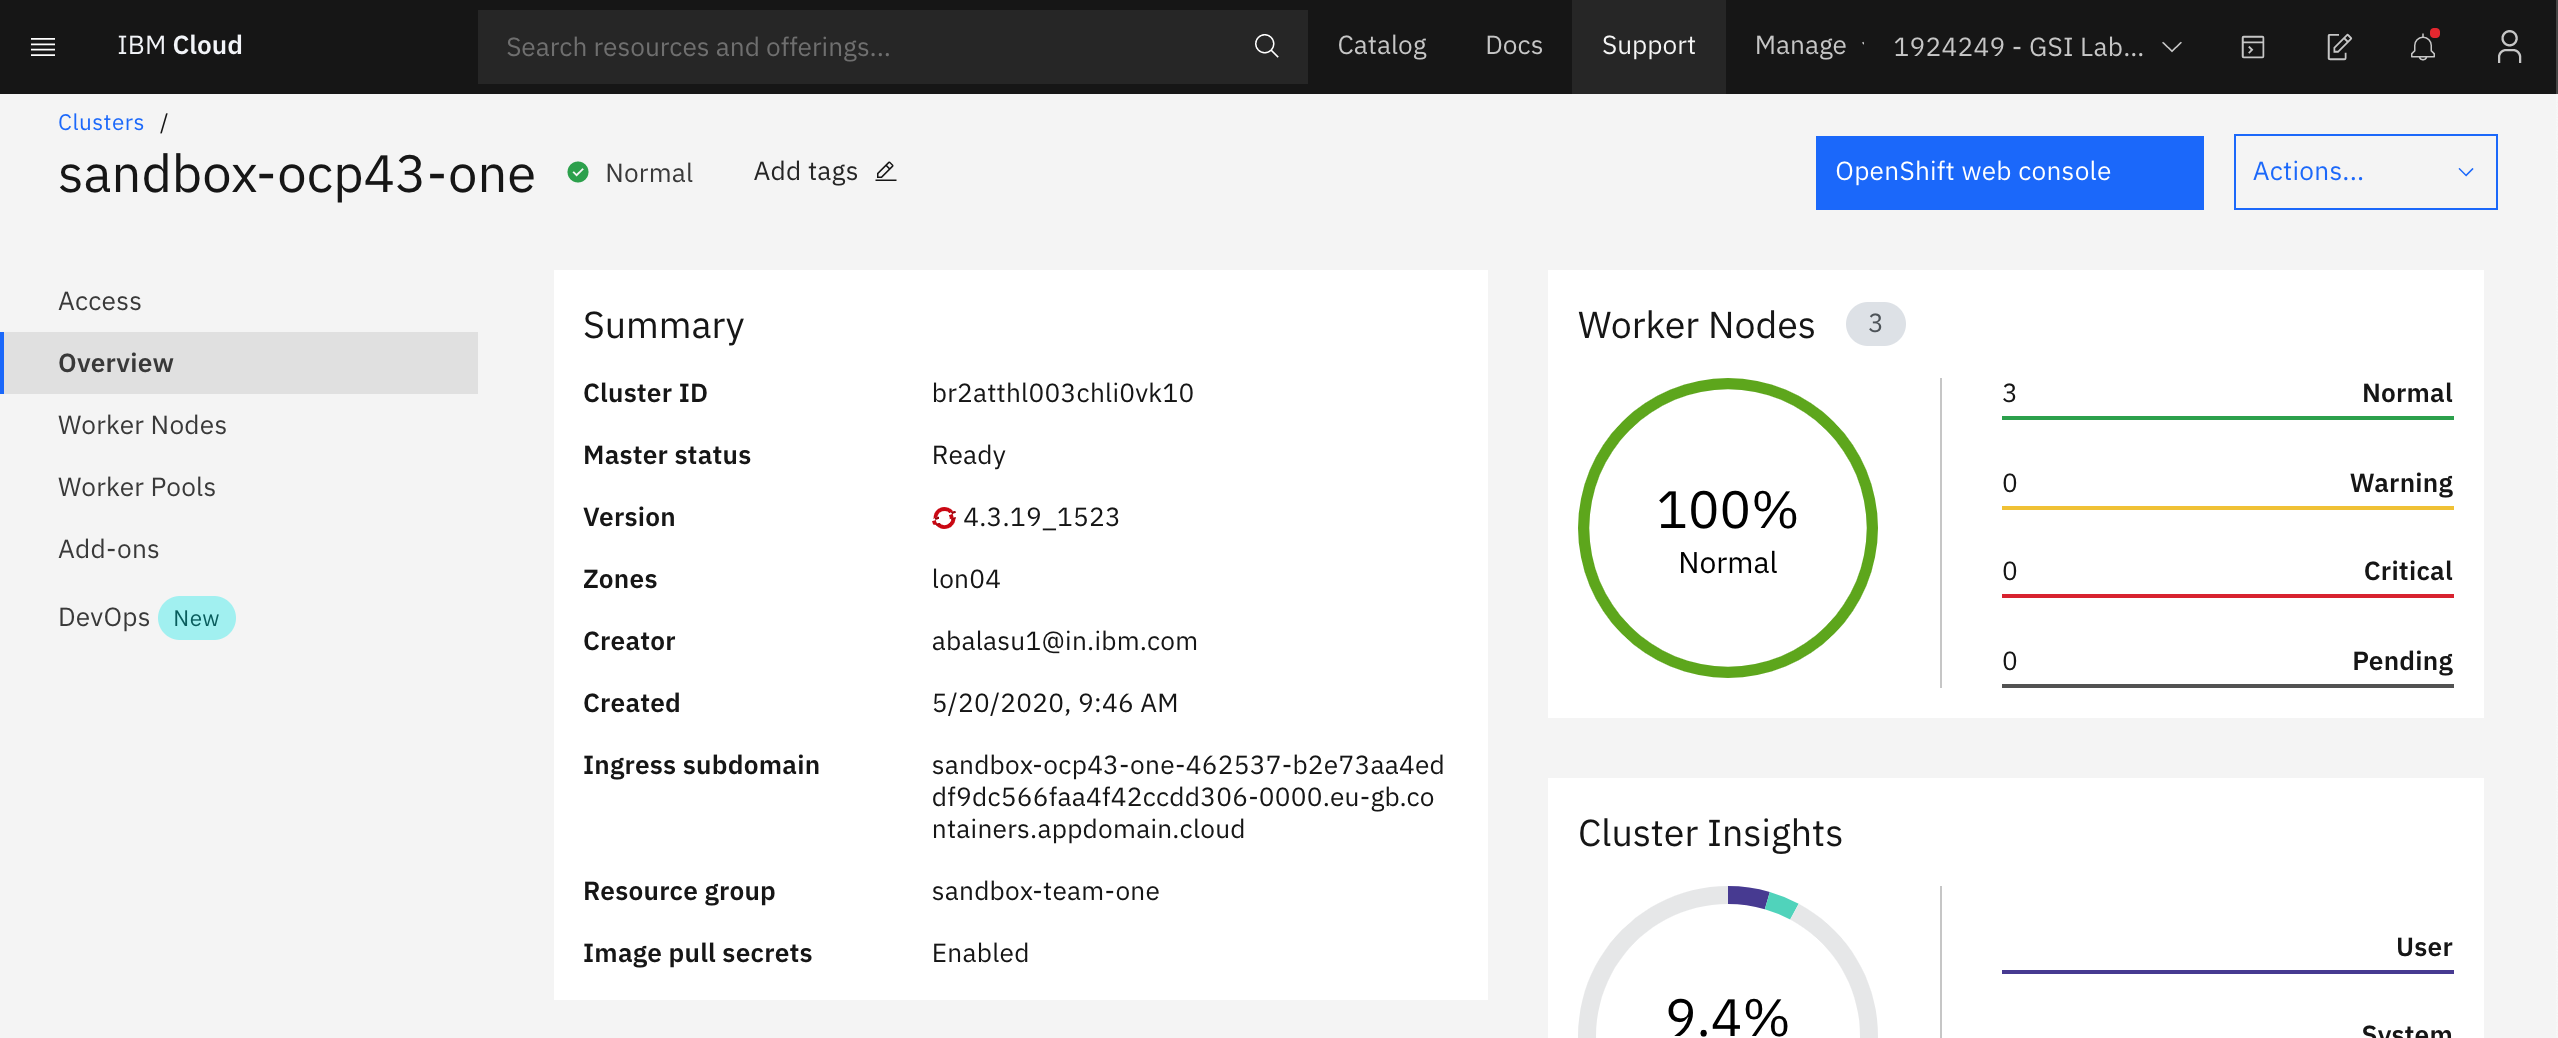 IBM Cloud
Search resources and offerings...
Catalog
Docs
Support
Manage
1924249 - GSI Lab...
Clusters /
sandbox-ocp43-one
Normal
Add tags
OpenShift web console
Actions...
Access
Overview
Worker Nodes
Worker Pools
Add-ons
DevOps New
Summary
Cluster ID br2atthl003chli0vk10
Master status Ready
Version 4.3.19_1523
Zones lon04
Creator abalasu1@in.ibm.com
Created 5/20/2020, 9:46 AM
Ingress subdomain sandbox-ocp43-one-462537-b2e73aa4ed
df9dc566faa4f42ccdd306-0000.eu-gb.co
ntainers.appdomain.cloud
Resource group sandbox-team-one
Image pull secrets Enabled
Worker Nodes 3
100%
Normal
3 Normal
0 Warning
0 Critical
0 Pending
Cluster Insights
9.4%
User
System